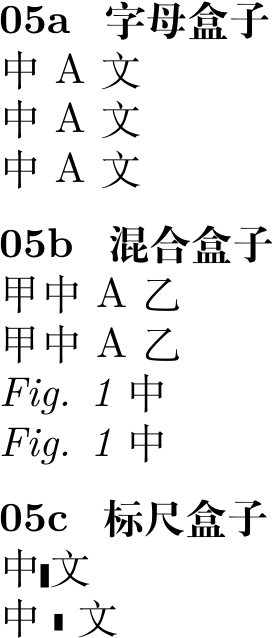 05a 字母盒子
中 A 文
中 A 文
中 A 文
05b 混合盒子
甲中 A 乙
甲中 A 乙
Fig. 1 中
Fig. 1 中
05c 标尺盒子
中▮文
中 ▮ 文